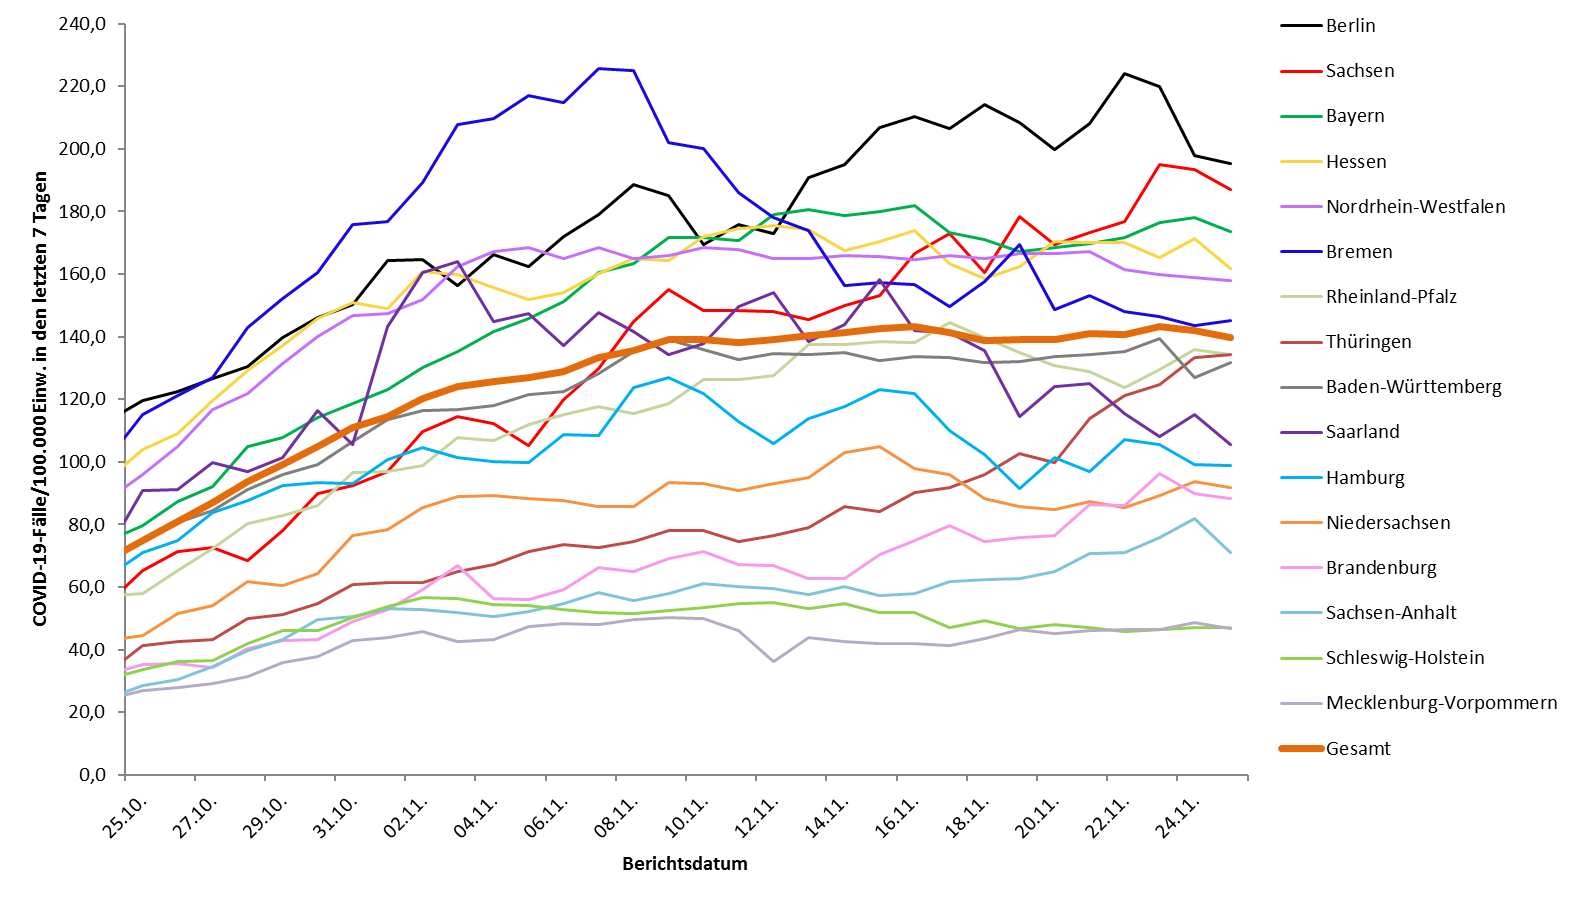 240,0
220,0
200,0
180,0
160,0
140,0
120,0
100,0
80,0
60,0
40,0
20,0
0,0
COVID-19-Fälle/100.000Einw. in den letzten 7 Tagen
25.10.
27.10.
29.10.
31.10.
02.11.
04.11.
06.11.
08.11.
10.11.
12.11.
14.11.
16.11.
18.11.
20.11.
22.11.
24.11.
Berichtsdatum
Berlin
Sachsen
Bayern
Hessen
Nordrhein-Westfalen
Bremen
Rheinland-Pfalz
Thüringen
Baden-Württemberg
Saarland
Hamburg
Niedersachsen
Brandenburg
Sachsen-Anhalt
Schleswig-Holstein
Mecklenburg-Vorpommern
Gesamt